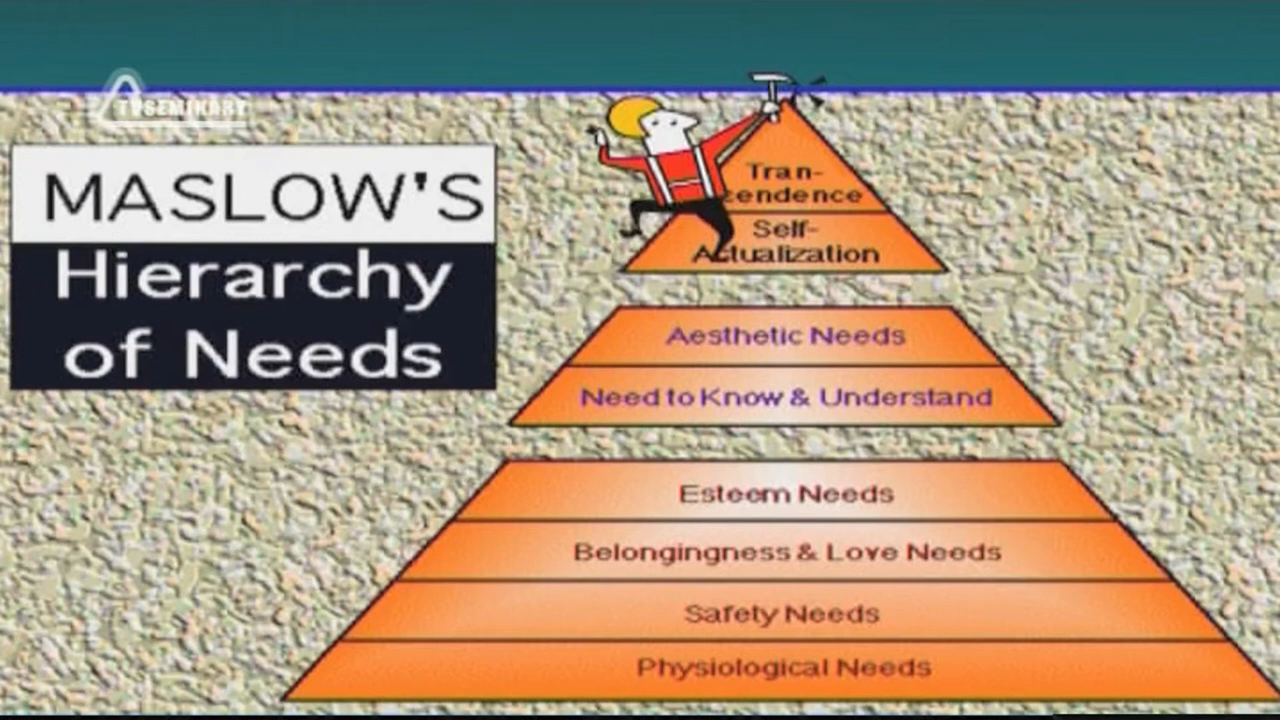 TVSEMINARY
MASLOW'S
Hierarchy
of Needs
Tran-
cendence
Self-
Actualization
Aesthetic Needs
Need to Know & Understand
Esteem Needs
Belongingness & Love Needs
Safety Needs
Physiological Needs